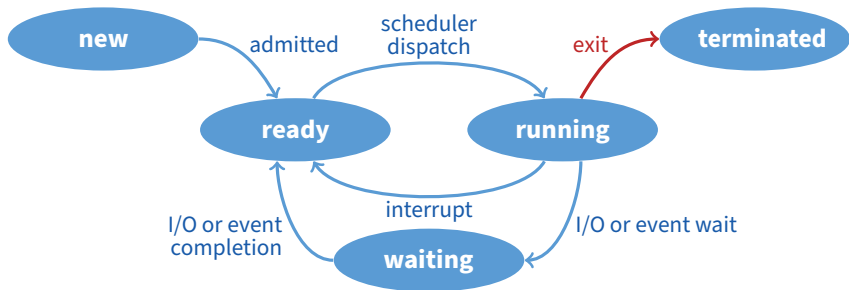 new
admitted
scheduler
dispatch
exit
terminated
ready
running
interrupt
I/O or event
completion
I/O or event wait
waiting